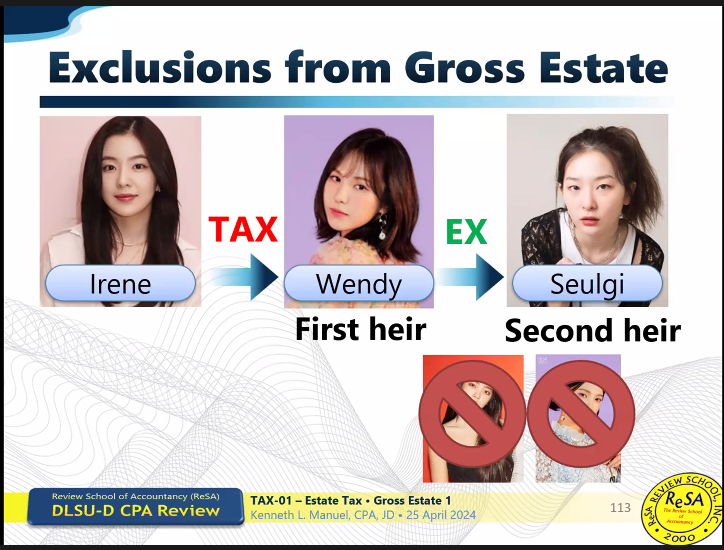 Exclusions from Gross Estate
TAX
EX
Irene
Wendy
Seulgi
First heir
Second heir
Review School of Accountancy (ReSA)
DLSU-D CPA Review
TAX-01 – Estate Tax • Gross Estate 1
Kenneth L. Manuel, CPA, JD • 25 April 2024
113
ReSA REVIEW SCHOOL, INC.
ReSA
The Review School of
Accountancy
2000